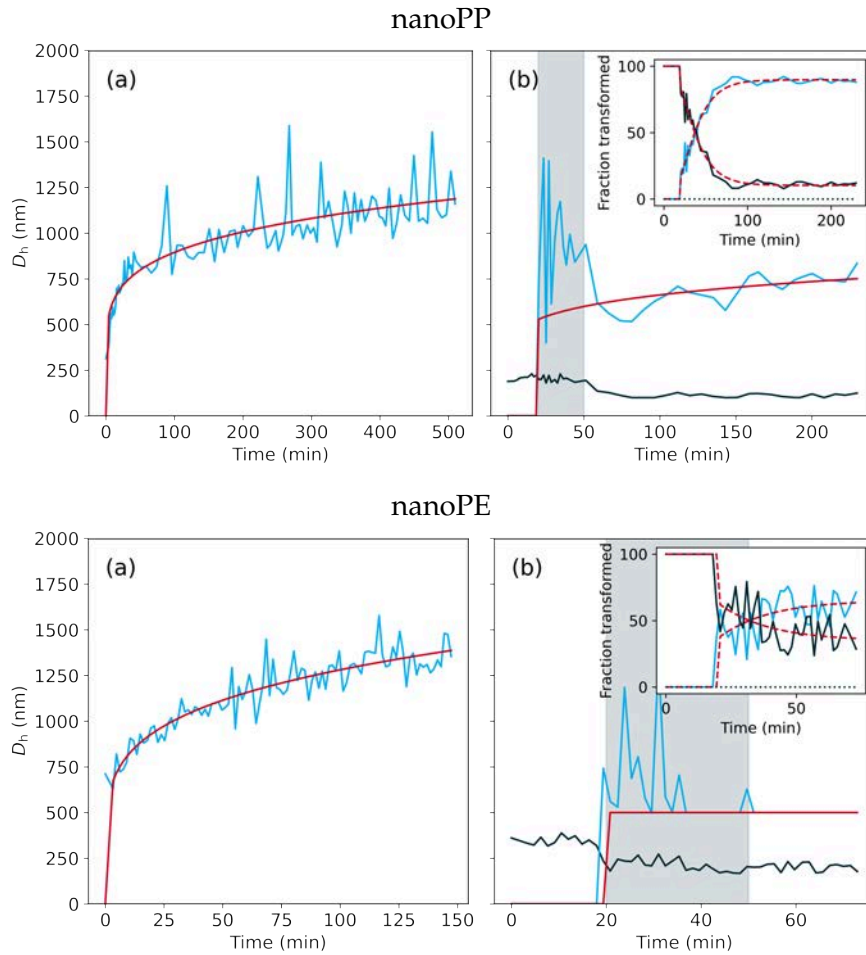 nanoPP
2000
1750
1500
1250
1000
750
500
250
0
D_h (nm)
(a)
0 100 200 300 400 500
Time (min)
(b)
0 50 100 150 200
Time (min)
100
50
0
Fraction transformed
0 100 200
Time (min)
nanoPE
2000
1750
1500
1250
1000
750
500
250
0
D_h (nm)
(a)
0 25 50 75 100 125 150
Time (min)
(b)
0 20 40 60
Time (min)
100
50
0
Fraction transformed
0 50
Time (min)